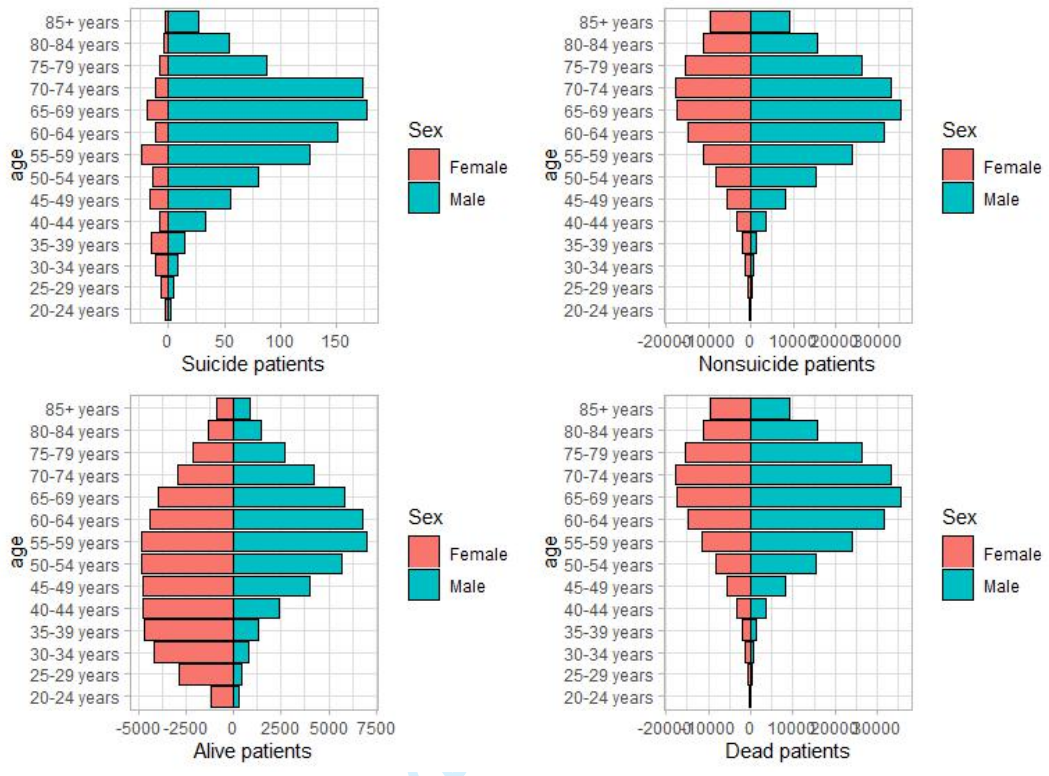 85+ years
80-84 years
75-79 years
70-74 years
65-69 years
60-64 years
55-59 years
50-54 years
45-49 years
40-44 years
35-39 years
30-34 years
25-29 years
20-24 years
age
0 50 100 150
Suicide patients
Sex
Female
Male
85+ years
80-84 years
75-79 years
70-74 years
65-69 years
60-64 years
55-59 years
50-54 years
45-49 years
40-44 years
35-39 years
30-34 years
25-29 years
20-24 years
age
-20000 -10000 0 10000 20000 30000
Nonsuicide patients
Sex
Female
Male
85+ years
80-84 years
75-79 years
70-74 years
65-69 years
60-64 years
55-59 years
50-54 years
45-49 years
40-44 years
35-39 years
30-34 years
25-29 years
20-24 years
age
-5000 -2500 0 2500 5000 7500
Alive patients
Sex
Female
Male
85+ years
80-84 years
75-79 years
70-74 years
65-69 years
60-64 years
55-59 years
50-54 years
45-49 years
40-44 years
35-39 years
30-34 years
25-29 years
20-24 years
age
-20000 -10000 0 10000 20000 30000
Dead patients
Sex
Female
Male